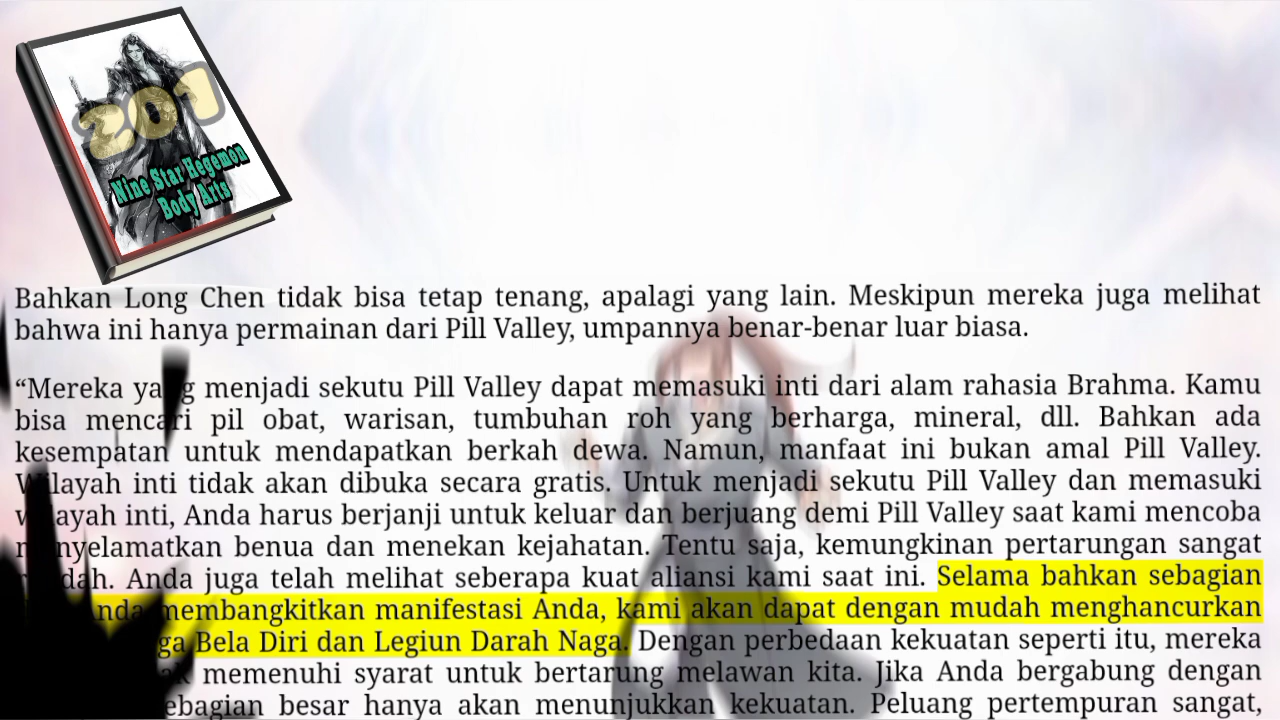 201
Nine Star Hegemon
Body Arts
Bahkan Long Chen tidak bisa tetap tenang, apalagi yang lain. Meskipun mereka juga melihat
bahwa ini hanya permainan dari Pill Valley, umpannya benar-benar luar biasa.
“Mereka yang menjadi sekutu Pill Valley dapat memasuki inti dari alam rahasia Brahma. Kamu
bisa mencari pil obat, warisan, tumbuhan roh yang berharga, mineral, dll. Bahkan ada
kesempatan untuk mendapatkan berkah dewa. Namun, manfaat ini bukan amal Pill Valley.
Wilayah inti tidak akan dibuka secara gratis. Untuk menjadi sekutu Pill Valley dan memasuki
wilayah inti, Anda harus berjanji untuk keluar dan berjuang demi Pill Valley saat kami mencoba
menyelamatkan benua dan menekan kejahatan. Tentu saja, kemungkinan pertarungan sangat
Anda juga telah melihat seberapa kuat aliansi kami saat ini. Selama bahkan sebagian
membangkitkan manifestasi Anda, kami akan dapat dengan mudah menghancurkan
Bela Diri dan Legiun Darah Naga. Dengan perbedaan kekuatan seperti itu, mereka
memenuhi syarat untuk bertarung melawan kita. Jika Anda bergabung dengan
sebagian besar hanya akan menunjukkan kekuatan. Peluang pertempuran sangat,